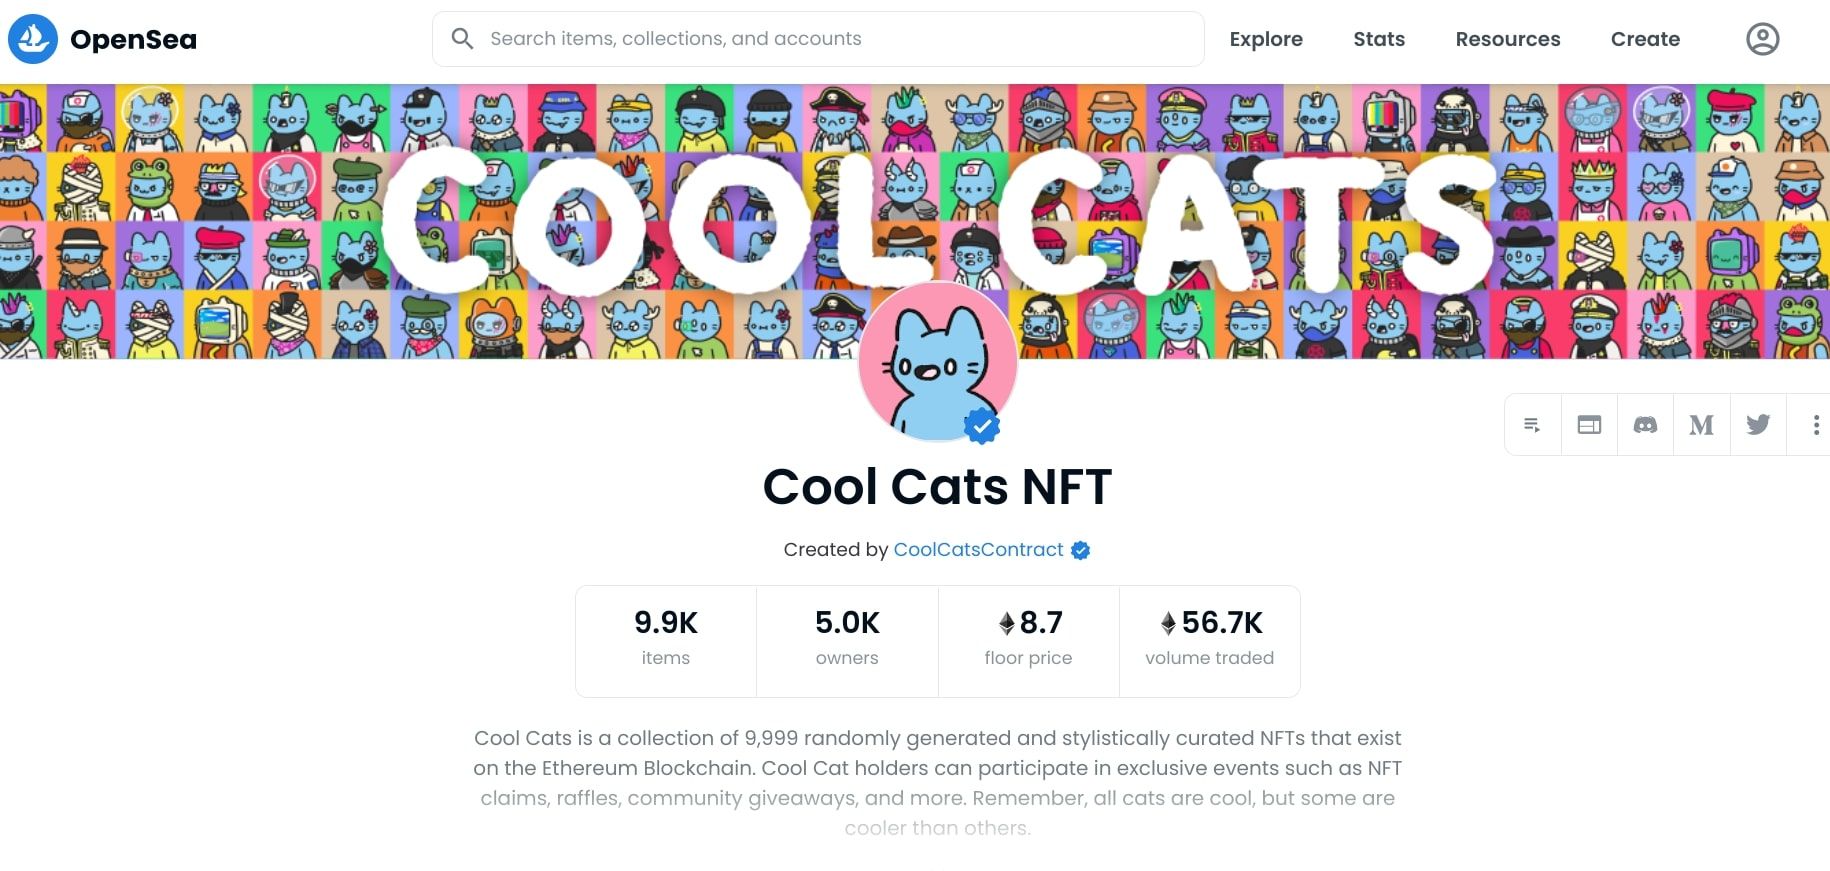 OpenSea
Search items, collections, and accounts
Explore
Stats
Resources
Create
COOL CATS
Cool Cats NFT
Created by CoolCatsContract
9.9K
items
5.0K
owners
8.7
floor price
56.7K
volume traded
Cool Cats is a collection of 9,999 randomly generated and stylistically curated NFTs that exist
on the Ethereum Blockchain. Cool Cat holders can participate in exclusive events such as NFT
claims, raffles, community giveaways, and more. Remember, all cats are cool, but some are
cooler than others.